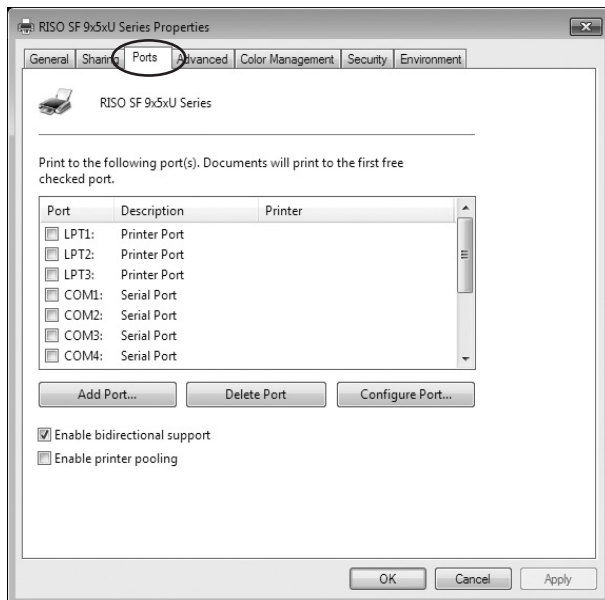 RISO SF 9x5xU Series Properties
General Sharing Ports Advanced Color Management Security Environment
RISO SF 9x5xU Series
Print to the following port(s). Documents will print to the first free
checked port.
Port Description Printer
LPT1: Printer Port
LPT2: Printer Port
LPT3: Printer Port
COM1: Serial Port
COM2: Serial Port
COM3: Serial Port
COM4: Serial Port
Add Port... Delete Port Configure Port...
Enable bidirectional support
Enable printer pooling
OK Cancel Apply